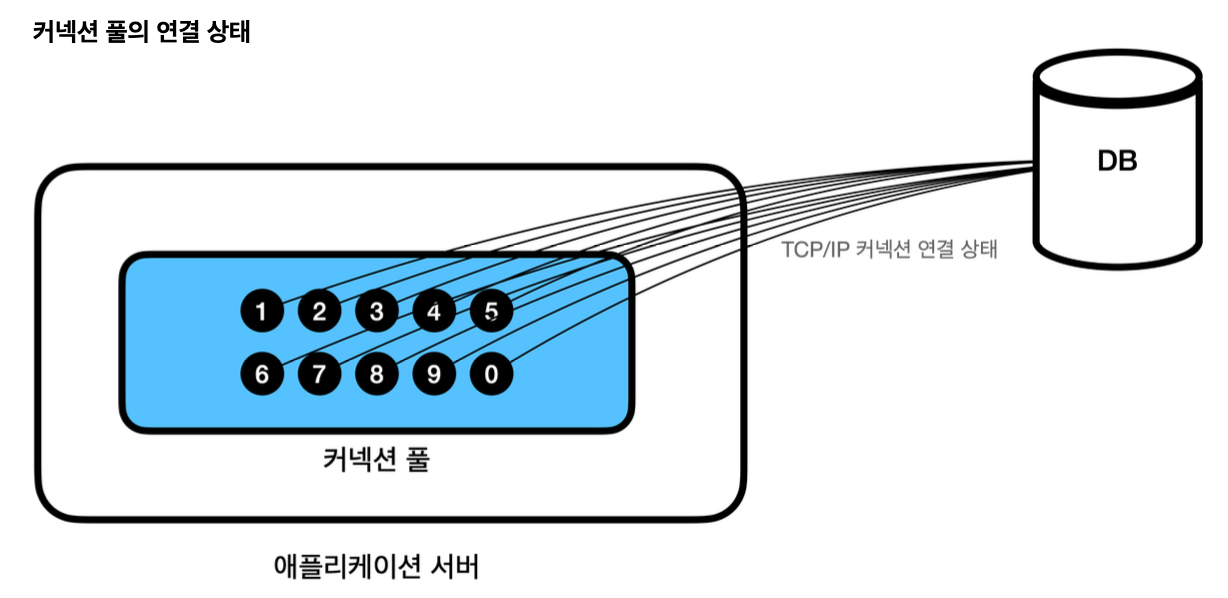 커넥션 풀의 연결 상태
DB
TCP/IP 커넥션 연결 상태
1 2 3 4 5
6 7 8 9 0
커넥션 풀
애플리케이션 서버